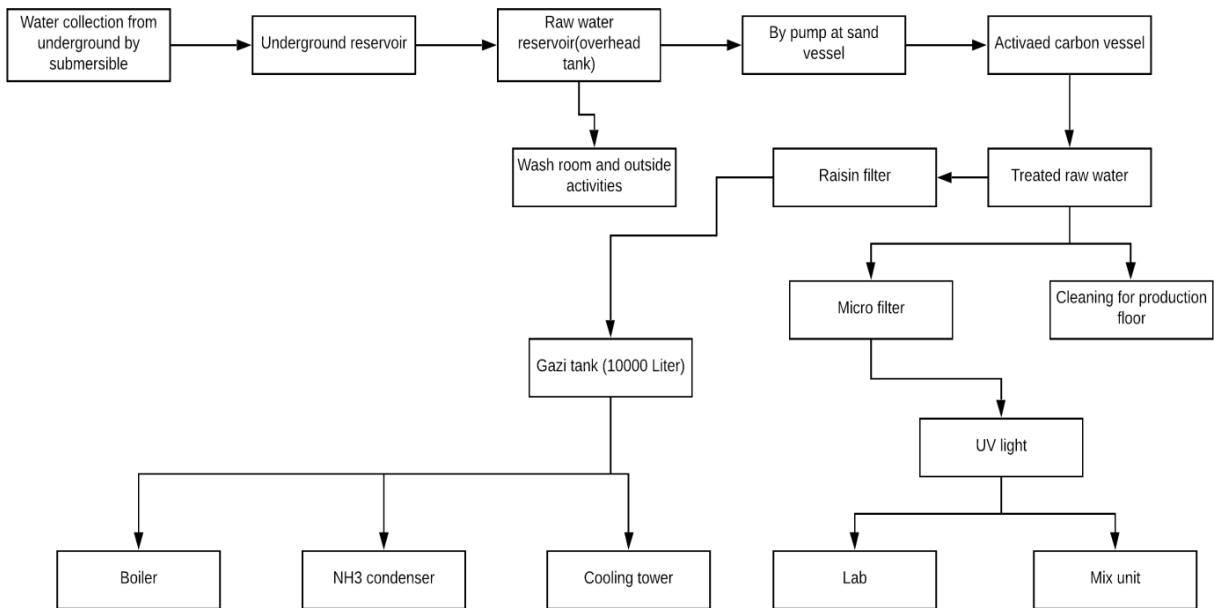 Water collection from
underground by
submersible
Underground reservoir
Raw water
reservoir(overhead
tank)
By pump at sand
vessel
Activaed carbon vessel
Wash room and outside
activities
Raisin filter
Treated raw water
Micro filter
Cleaning for production
floor
Gazi tank (10000 Liter)
UV light
Boiler
NH3 condenser
Cooling tower
Lab
Mix unit